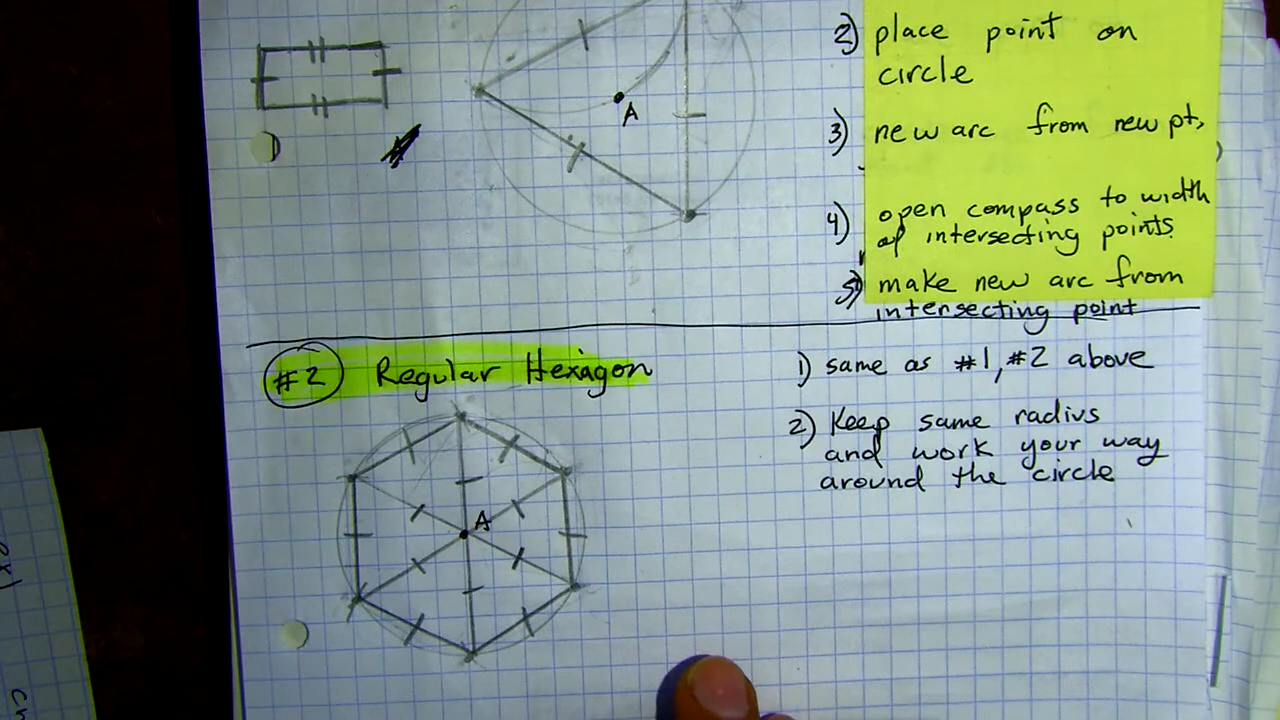 2) place point on
circle
A
3) new arc from new pt,
4) open compass to width
of intersecting points
5) make new arc from
intersecting point
#2 Regular Hexagon
1) same as #1, #2 above
2) Keep same radius
and work your way
around the circle
A